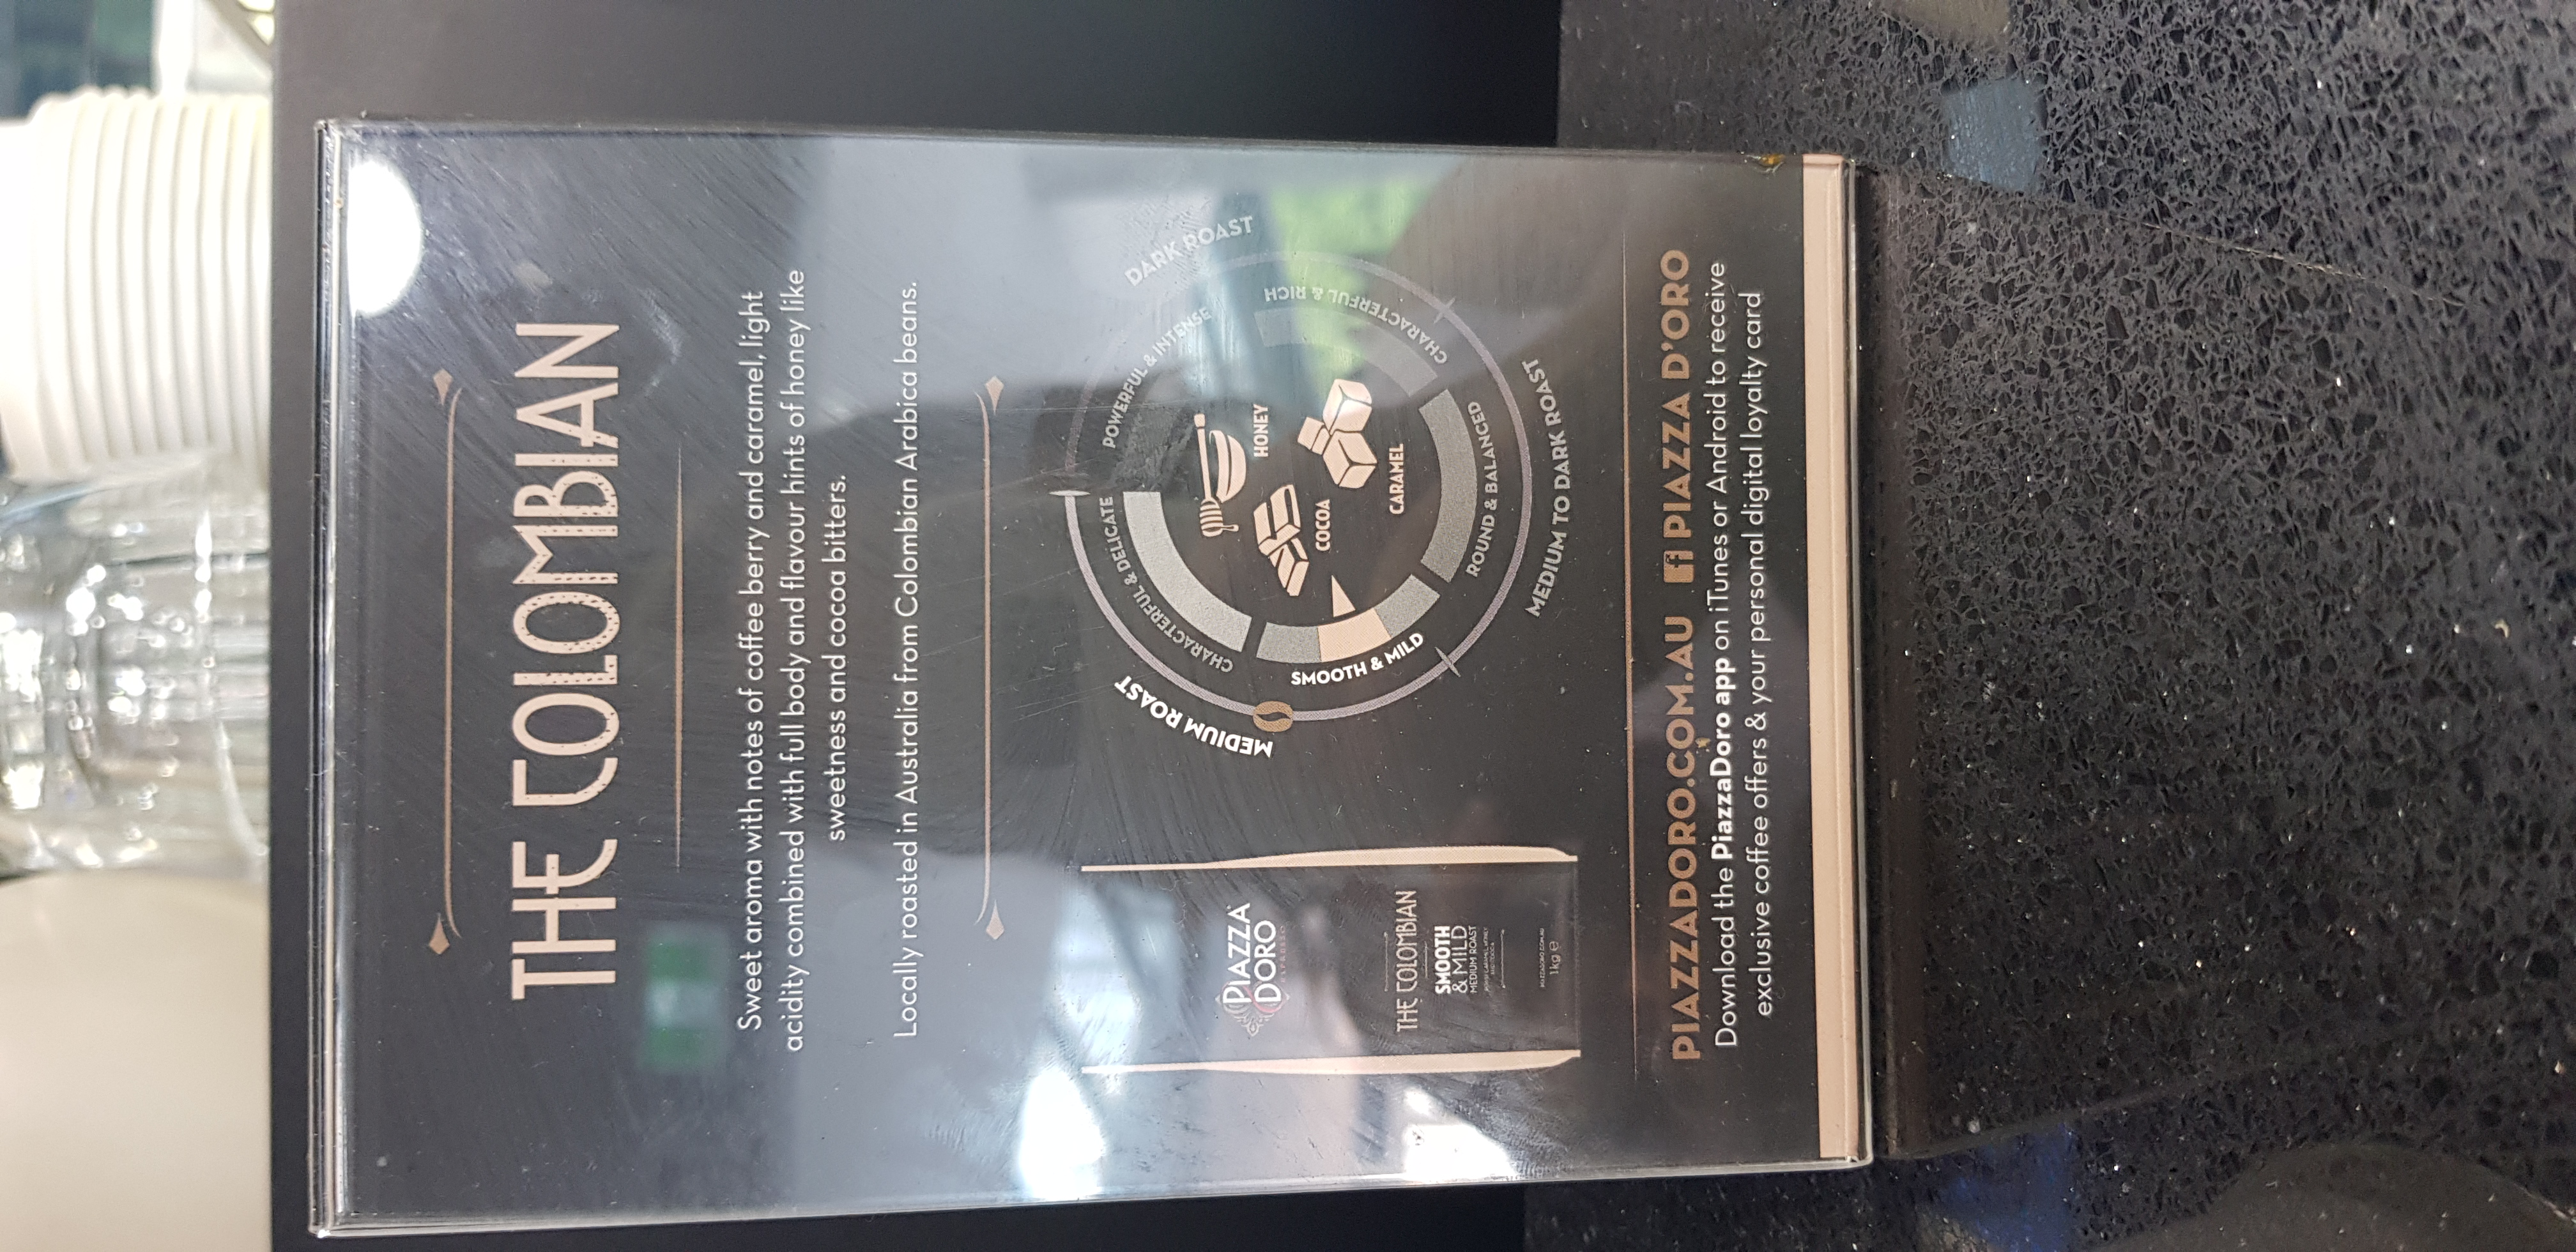 THE COLOMBIAN
Sweet aroma with notes of coffee berry and caramel, light
acidity combined with full body and flavour hints of honey like
sweetness and cocoa bitters.
Locally roasted in Australia from Colombian Arabica beans.
PIAZZA
D'ORO
ESPRESSO
THE COLOMBIAN
SMOOTH
& MILD
MEDIUM ROAST
PIAZZADORO.COM.AU
1kg e
MEDIUM ROAST
CHARACTERFUL & DELICATE
POWERFUL & INTENSE
DARK ROAST
HONEY
COCOA
CARAMEL
SMOOTH & MILD
CHARACTERFUL & RICH
ROUND & BALANCED
MEDIUM TO DARK ROAST
PIAZZADORO.COM.AU f PIAZZA D'ORO
Download the PiazzaDoro app on iTunes or Android to receive
exclusive coffee offers & your personal digital loyalty card